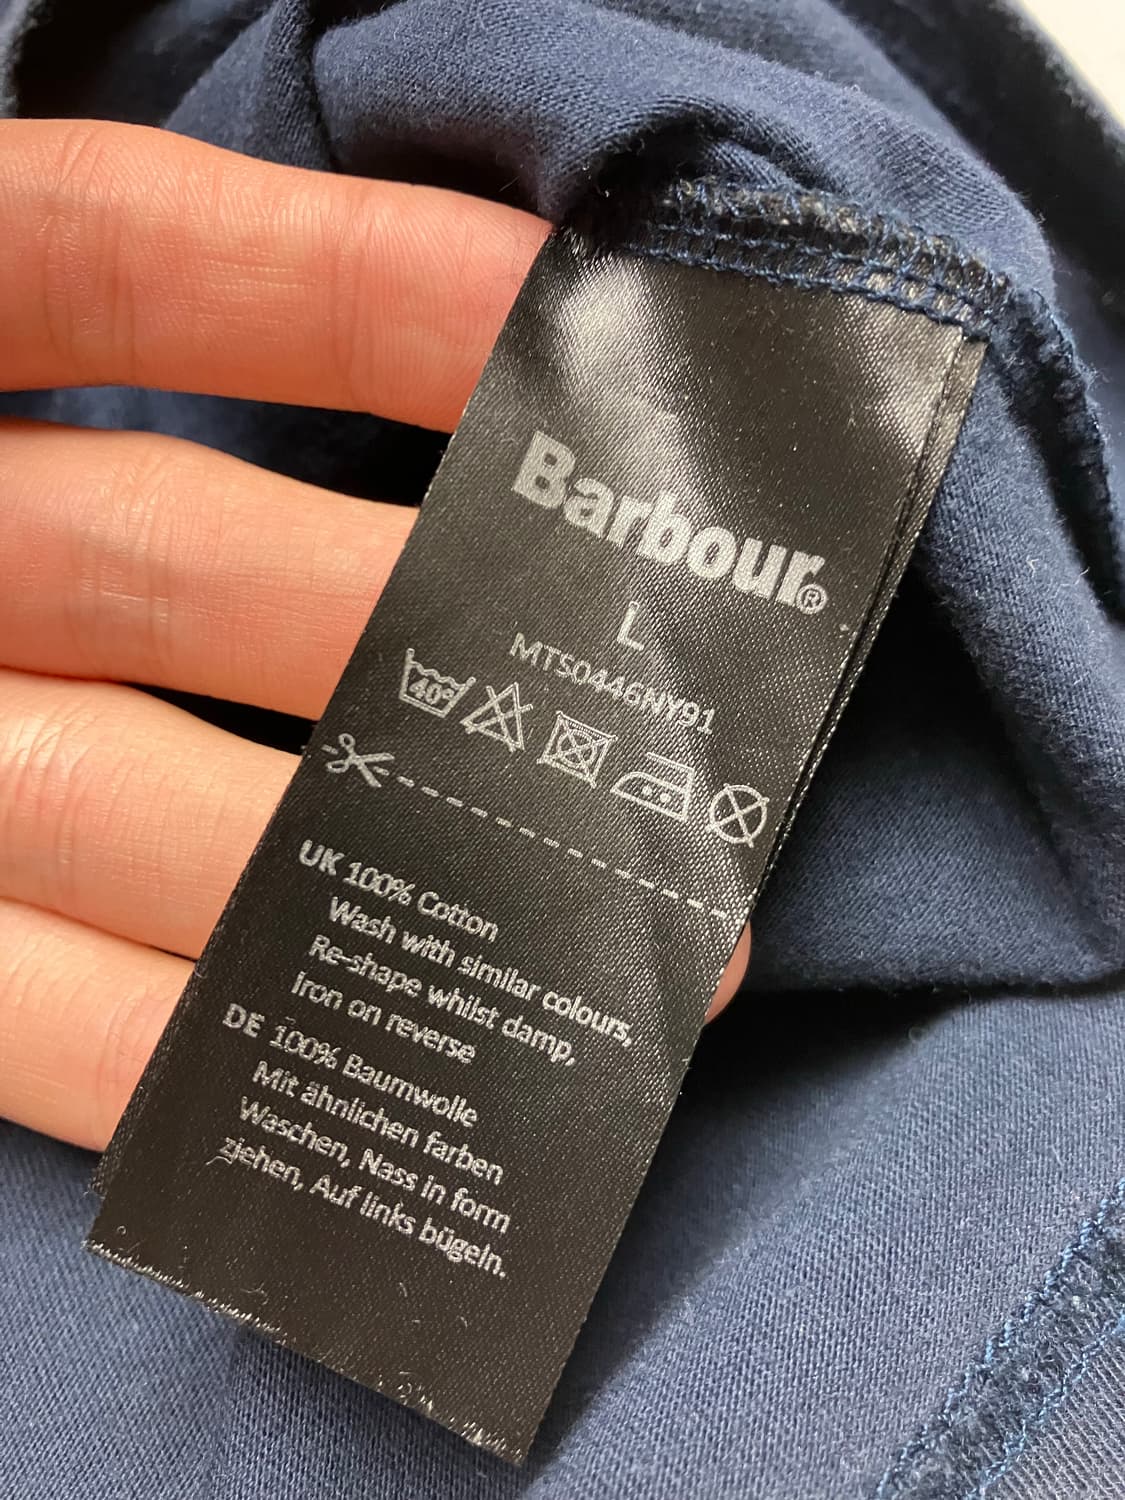 Barbour®
L
MTS0446NY91
40°
UK 100% Cotton
Wash with similar colours,
Re-shape whilst damp,
Iron on reverse
DE 100% Baumwolle
Mit ähnlichen farben
Waschen, Nass in form
ziehen, Auf links bügeln.